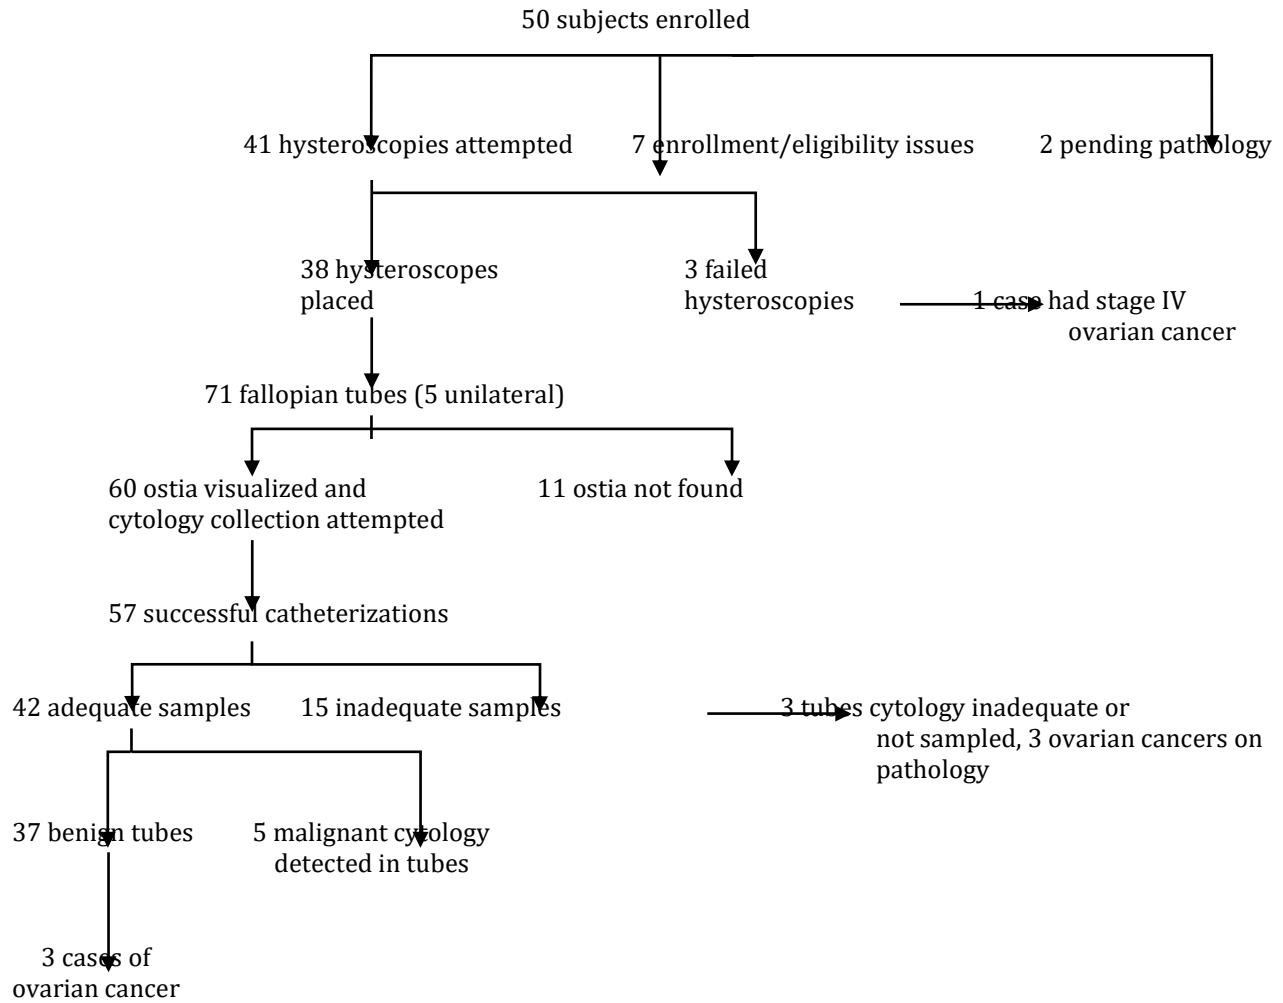 50 subjects enrolled
41 hysteroscopies attempted
7 enrollment/eligibility issues
2 pending pathology
38 hysteroscopes
placed
3 failed
hysteroscopies
1 case had stage IV
ovarian cancer
71 fallopian tubes (5 unilateral)
60 ostia visualized and
cytology collection attempted
11 ostia not found
57 successful catheterizations
42 adequate samples
15 inadequate samples
3 tubes cytology inadequate or
not sampled, 3 ovarian cancers on
pathology
37 benign tubes
5 malignant cytology
detected in tubes
3 cases of
ovarian cancer